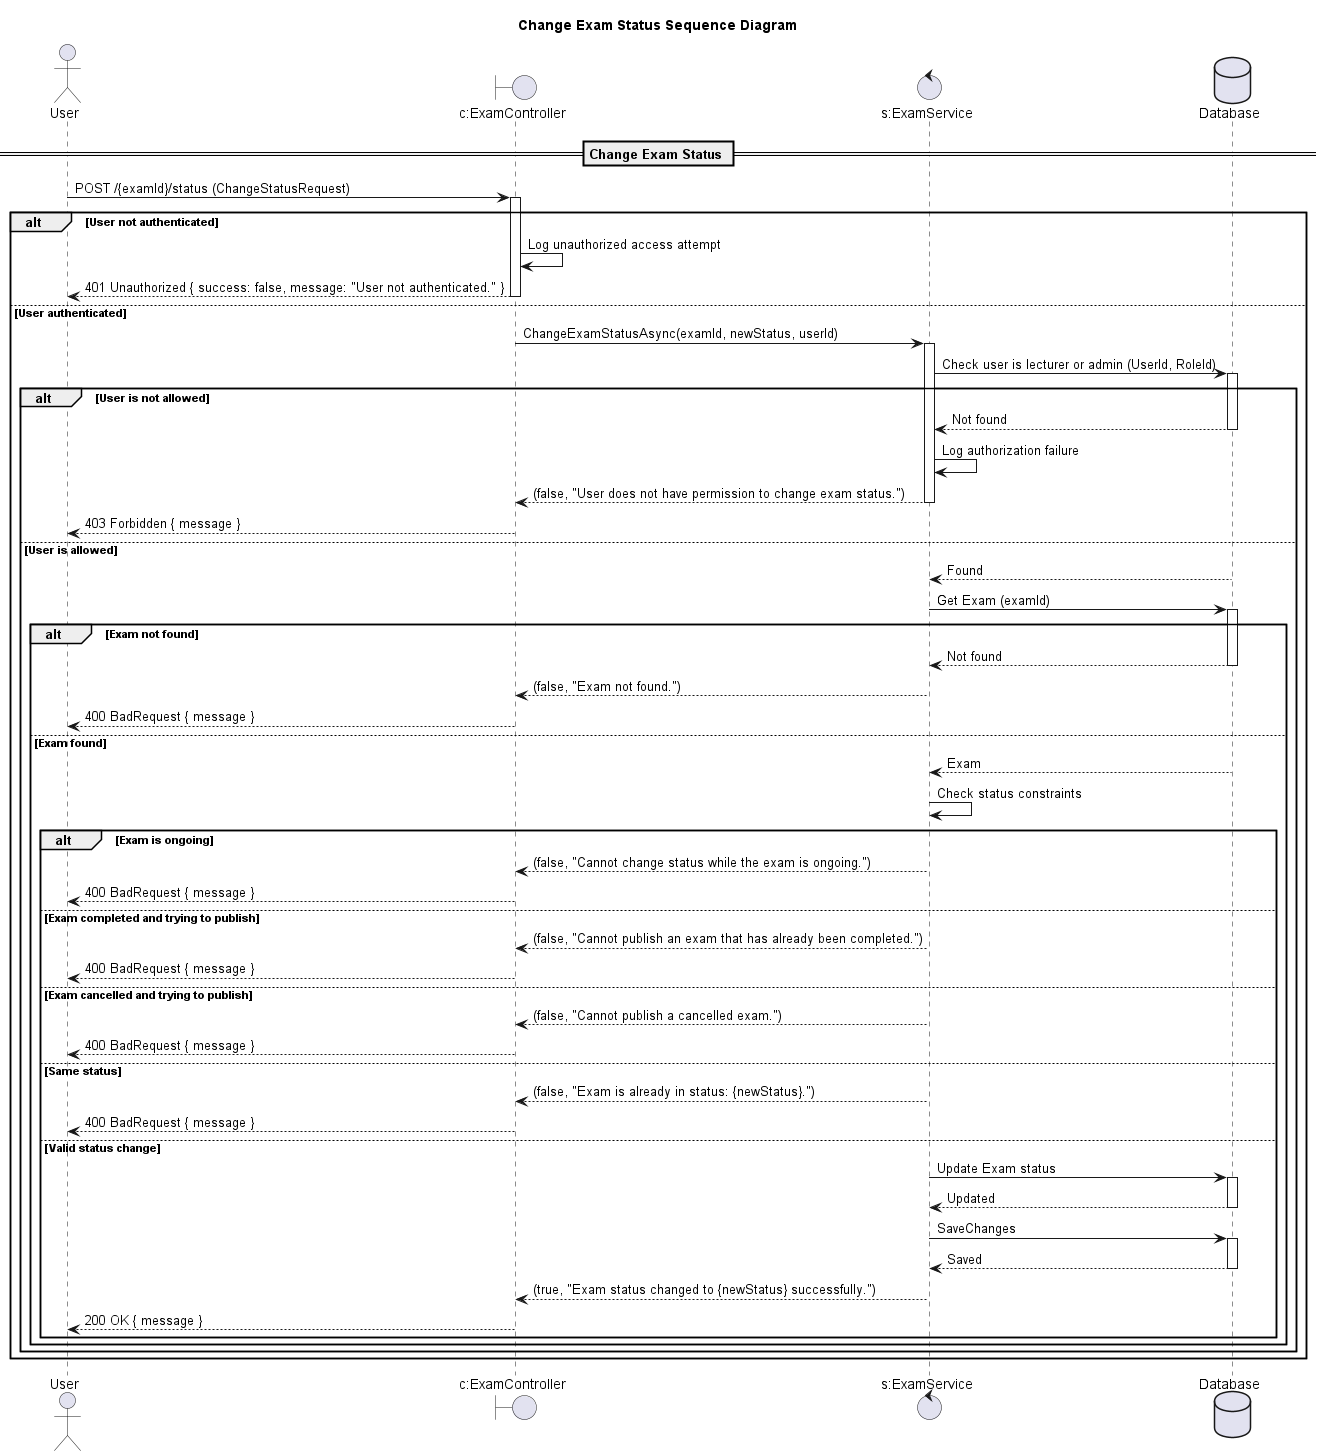 Change Exam Status Sequence Diagram
User
c:ExamController
s:ExamService
Database
Change Exam Status
POST /{examId}/status (ChangeStatusRequest)
alt
[User not authenticated]
Log unauthorized access attempt
401 Unauthorized { success: false, message: "User not authenticated." }
[User authenticated]
ChangeExamStatusAsync(examId, newStatus, userId)
Check user is lecturer or admin (UserId, RoleId)
alt
[User is not allowed]
Not found
Log authorization failure
(false, "User does not have permission to change exam status.")
403 Forbidden { message }
[User is allowed]
Found
Get Exam (examId)
alt
[Exam not found]
Not found
(false, "Exam not found.")
400 BadRequest { message }
[Exam found]
Exam
Check status constraints
alt
[Exam is ongoing]
(false, "Cannot change status while the exam is ongoing.")
400 BadRequest { message }
[Exam completed and trying to publish]
(false, "Cannot publish an exam that has already been completed.")
400 BadRequest { message }
[Exam cancelled and trying to publish]
(false, "Cannot publish a cancelled exam.")
400 BadRequest { message }
[Same status]
(false, "Exam is already in status: {newStatus}.")
400 BadRequest { message }
[Valid status change]
Update Exam status
Updated
SaveChanges
Saved
(true, "Exam status changed to {newStatus} successfully.")
200 OK { message }
User
c:ExamController
s:ExamService
Database